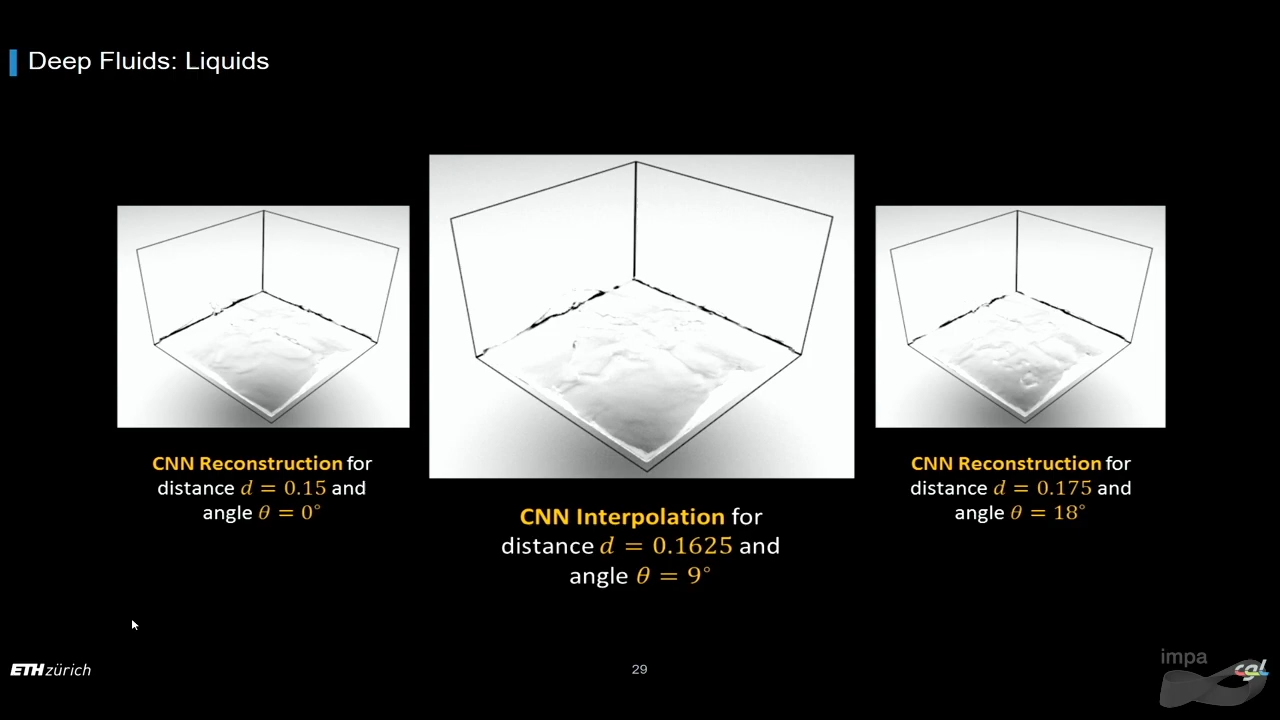 Deep Fluids: Liquids
CNN Reconstruction for
distance d = 0.15 and
angle θ = 0°
CNN Interpolation for
distance d = 0.1625 and
angle θ = 9°
CNN Reconstruction for
distance d = 0.175 and
angle θ = 18°
ETH zürich
29
impa
cgl